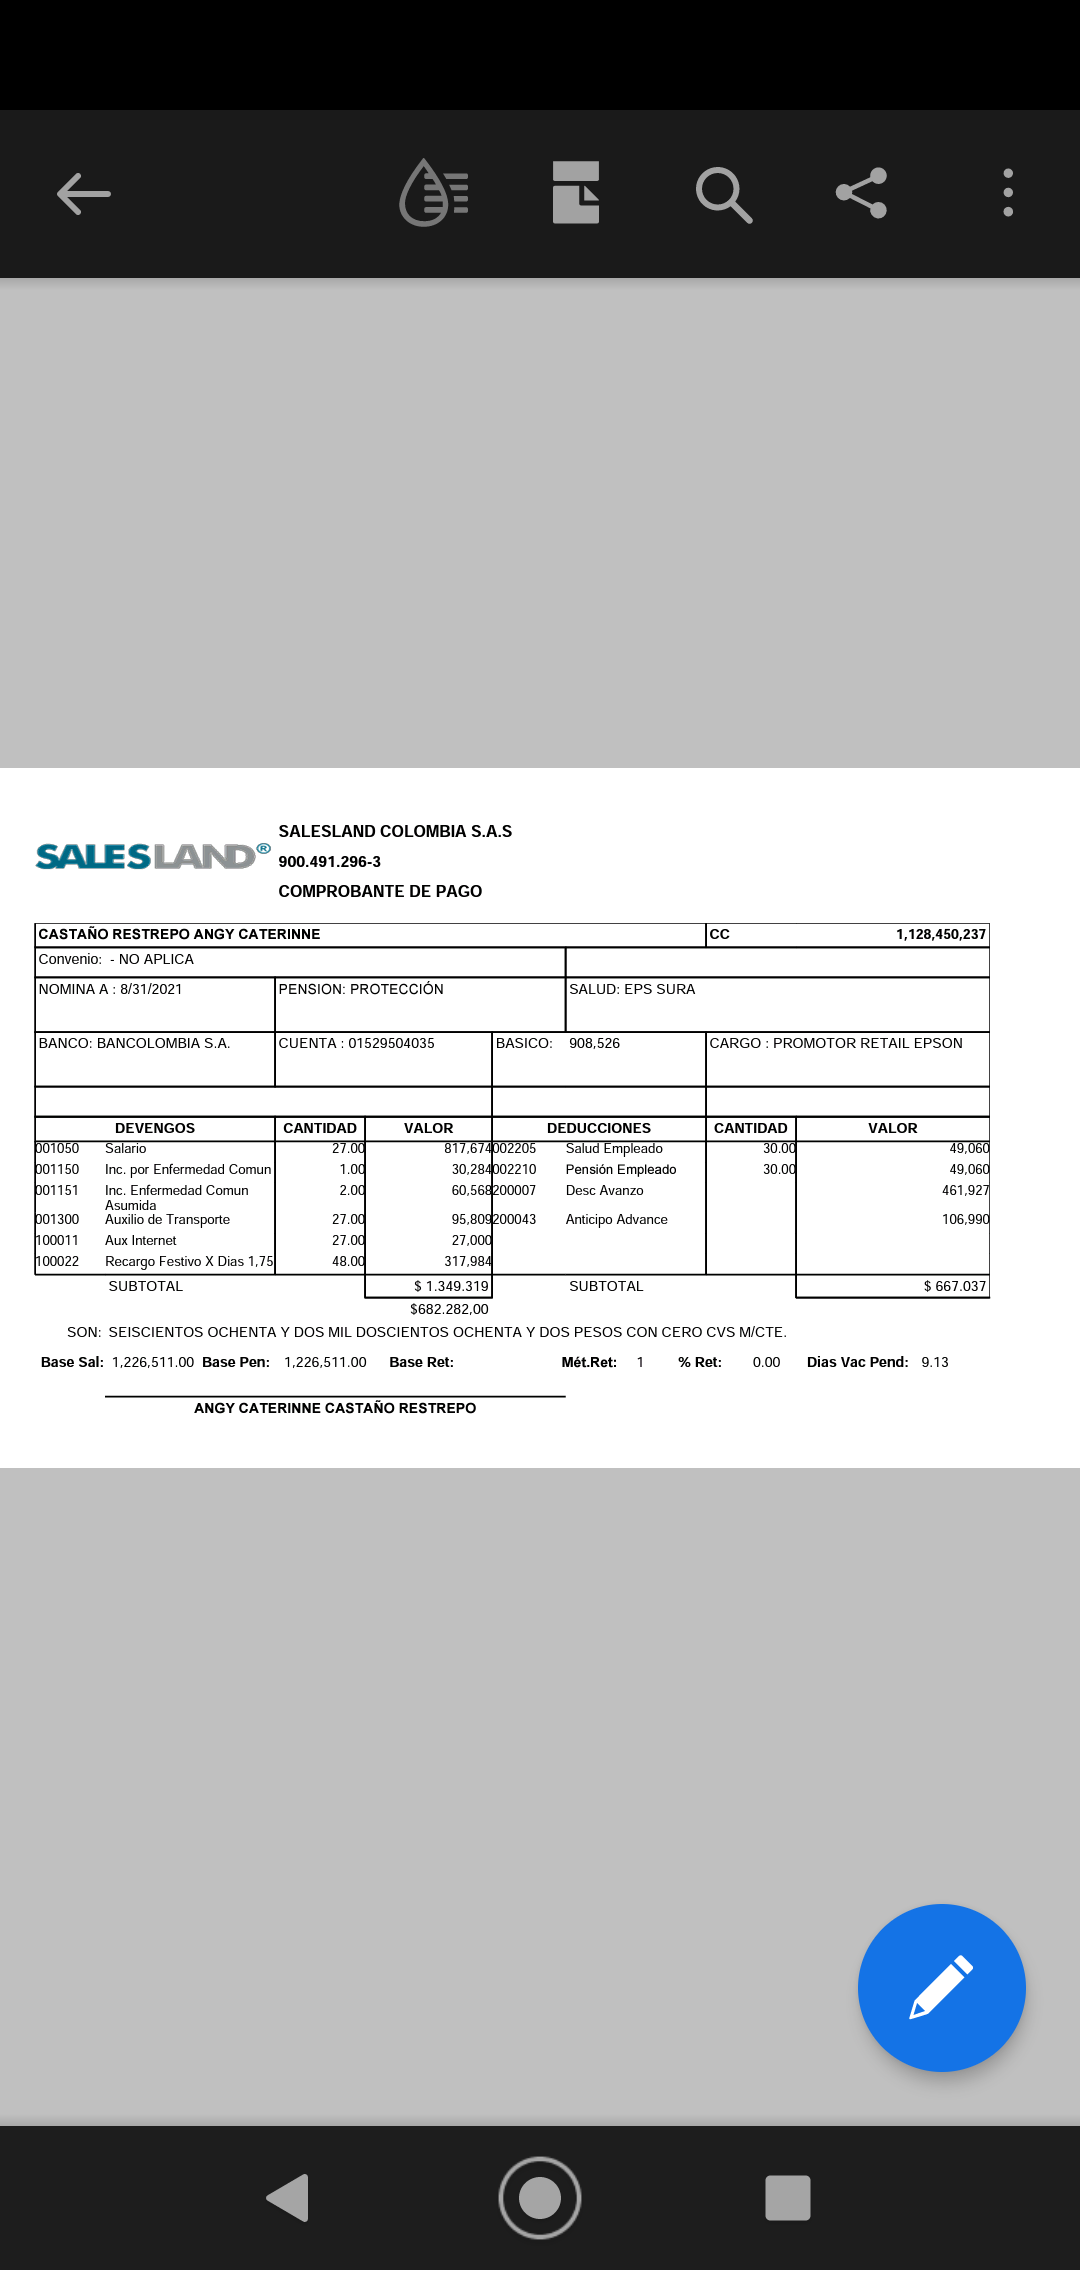 SALESLAND®
SALESLAND COLOMBIA S.A.S
900.491.296-3
COMPROBANTE DE PAGO
CASTAÑO RESTREPO ANGY CATERINNE CC 1,128,450,237
Convenio: - NO APLICA
NOMINA A : 8/31/2021 PENSION: PROTECCIÓN SALUD: EPS SURA
BANCO: BANCOLOMBIA S.A. CUENTA : 01529504035 BASICO: 908,526 CARGO : PROMOTOR RETAIL EPSON
DEVENGOS CANTIDAD VALOR DEDUCCIONES CANTIDAD VALOR
001050 Salario 27.00 817,674 002205 Salud Empleado 30.00 49,060
001150 Inc. por Enfermedad Comun 1.00 30,284 002210 Pensión Empleado 30.00 49,060
001151 Inc. Enfermedad Comun 2.00 60,568 200007 Desc Avanzo 461,927
Asumida
001300 Auxilio de Transporte 27.00 95,809 200043 Anticipo Advance 106,990
100011 Aux Internet 27.00 27,000
100022 Recargo Festivo X Dias 1,75 48.00 317,984
SUBTOTAL $ 1.349.319 SUBTOTAL $ 667.037
$682.282,00
SON: SEISCIENTOS OCHENTA Y DOS MIL DOSCIENTOS OCHENTA Y DOS PESOS CON CERO CVS M/CTE.
Base Sal: 1,226,511.00 Base Pen: 1,226,511.00 Base Ret: Mét.Ret: 1 % Ret: 0.00 Dias Vac Pend: 9.13
ANGY CATERINNE CASTAÑO RESTREPO